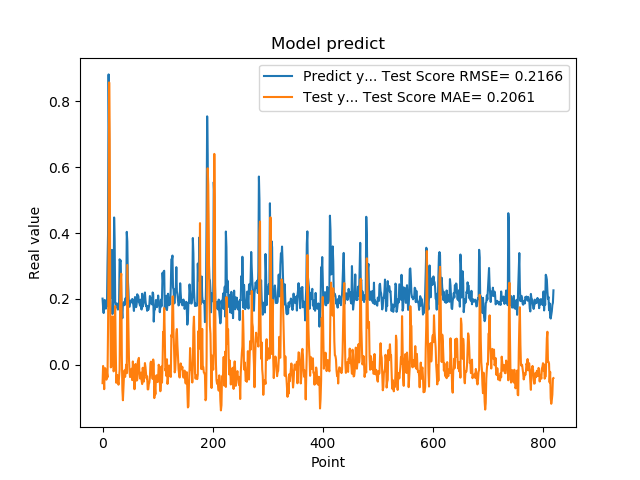 Model predict
Predict y... Test Score RMSE= 0.2166
Test y... Test Score MAE= 0.2061
Real value
0.8
0.6
0.4
0.2
0.0
0 200 400 600 800
Point